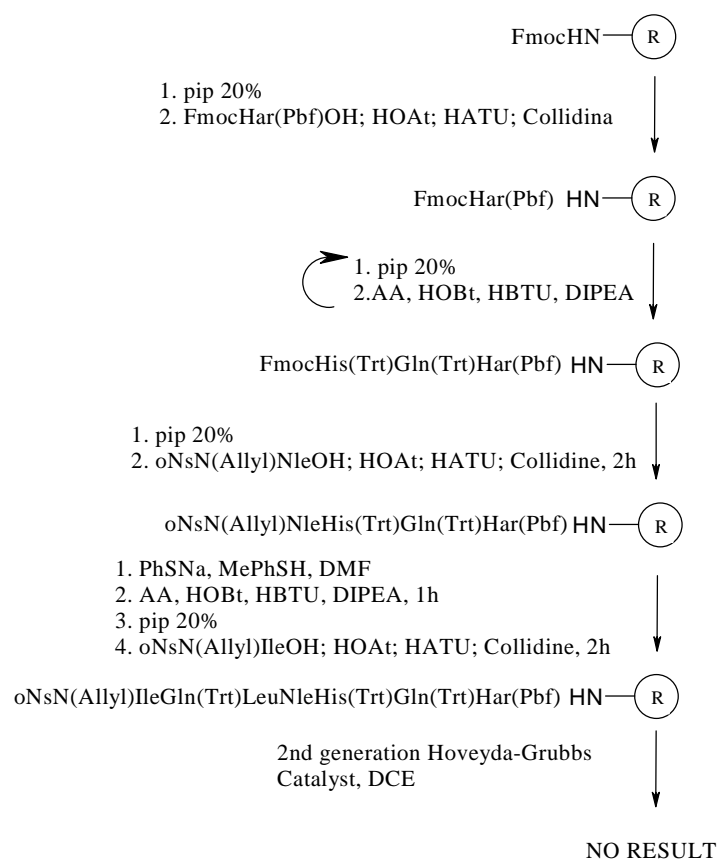 FmocHN R
1. pip 20%
2. FmocHar(Pbf)OH; HOAt; HATU; Collidina
FmocHar(Pbf) HN R
1. pip 20%
2.AA, HOBt, HBTU, DIPEA
FmocHis(Trt)Gln(Trt)Har(Pbf) HN R
1. pip 20%
2. oNsN(Allyl)NleOH; HOAt; HATU; Collidine, 2h
oNsN(Allyl)NleHis(Trt)Gln(Trt)Har(Pbf) HN R
1. PhSNa, MePhSH, DMF
2. AA, HOBt, HBTU, DIPEA, 1h
3. pip 20%
4. oNsN(Allyl)IleOH; HOAt; HATU; Collidine, 2h
oNsN(Allyl)IleGln(Trt)LeuNleHis(Trt)Gln(Trt)Har(Pbf) HN R
2nd generation Hoveyda-Grubbs
Catalyst, DCE
NO RESULT